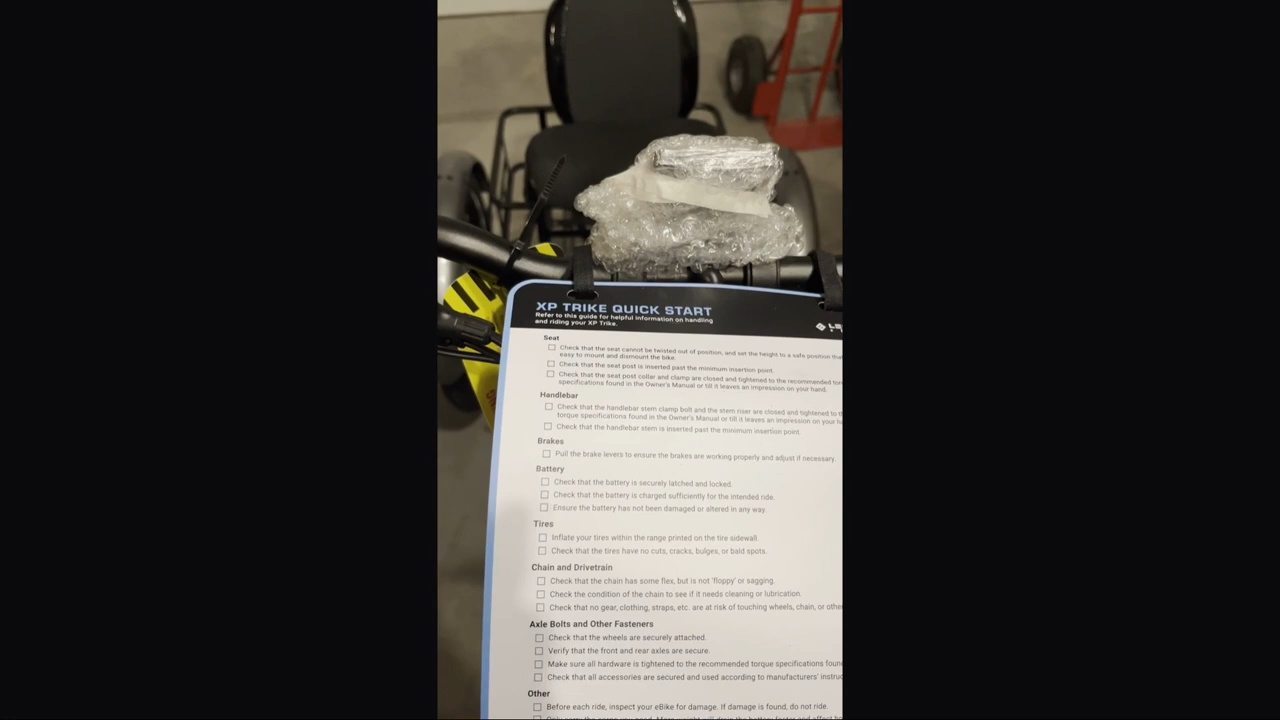 XP TRIKE QUICK START
Refer to this guide for helpful information on handling
and riding your XP Trike.
Seat
Check that the seat cannot be twisted out of position, and set the height to a safe position
easy to mount and dismount the bike.
Check that the seat post is inserted past the minimum insertion point.
Check that the seat post collar and clamp are closed and tightened to the recommended
specifications found in the Owner's Manual or till it leaves an impression on your hand.
Handlebar
Check that the handlebar stem clamp bolt and the stem riser are closed and tightened to
torque specifications found in the Owner's Manual or till it leaves an impression on your
Check that the handlebar stem is inserted past the minimum insertion point.
Brakes
Pull the brake levers to ensure the brakes are working properly and adjust if necessary.
Battery
Check that the battery is securely latched and locked.
Check that the battery is charged sufficiently for the intended ride.
Ensure the battery has not been damaged or altered in any way.
Tires
Inflate your tires within the range printed on the tire sidewall.
Check that the tires have no cuts, cracks, bulges, or bald spots.
Chain and Drivetrain
Check that the chain has some flex, but is not 'floppy' or sagging.
Check the condition of the chain to see if it needs cleaning or lubrication.
Check that no gear, clothing, straps, etc. are at risk of touching wheels, chain, or
Axle Bolts and Other Fasteners
Check that the wheels are securely attached.
Verify that the front and rear axles are secure.
Make sure all hardware is tightened to the recommended torque specifications
Check that all accessories are secured and used according to manufacturers'
Other
Before each ride, inspect your eBike for damage. If damage is found, do not ride.